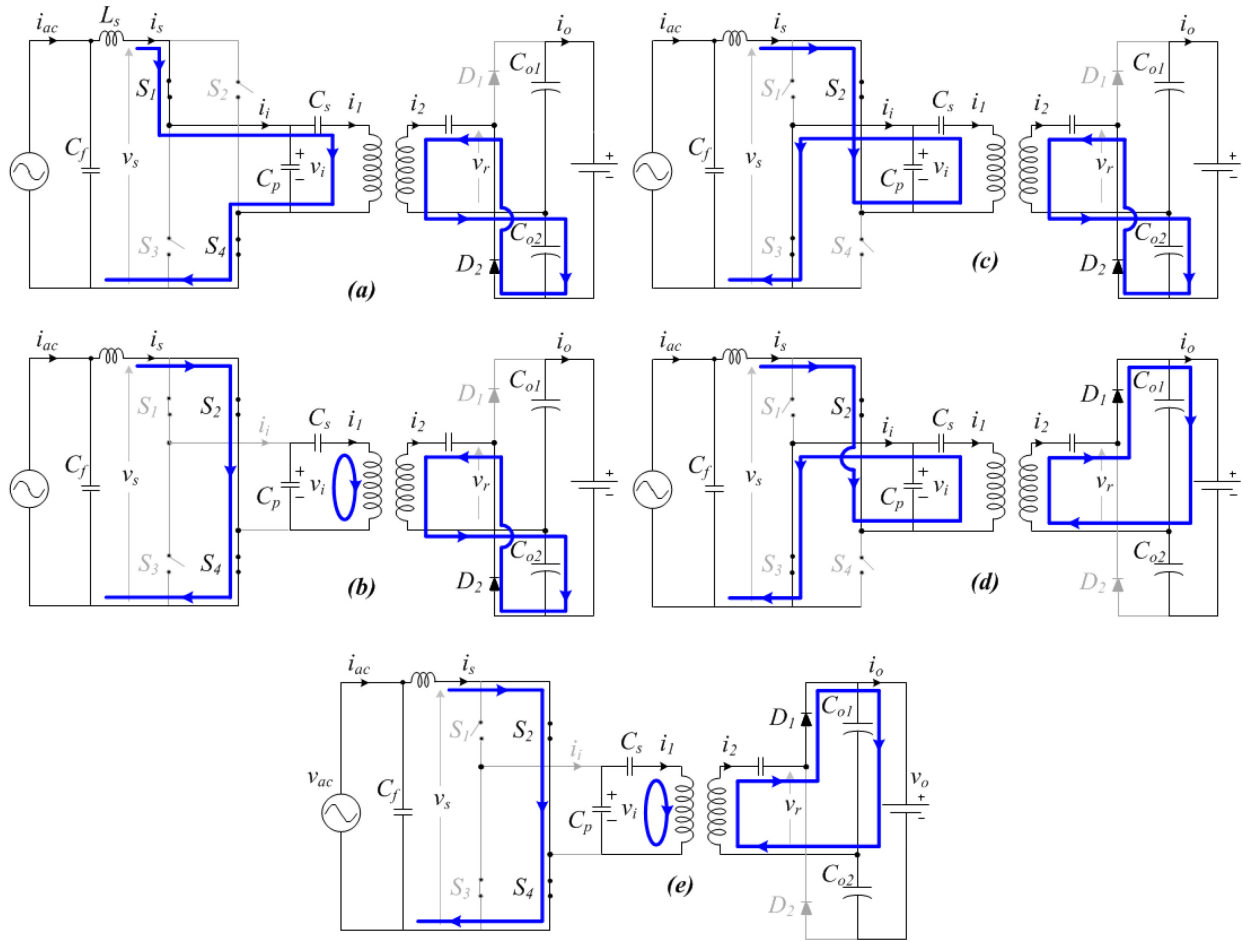 i_ac L_s i_s i_o
S_1 S_2 D_1 C_o1
i_i C_s i_1 i_2
C_f v_s C_p + − v_i v_r + −
S_3 S_4 D_2 C_o2
(a)
i_ac i_s i_o
S_1 S_2 D_1 C_o1
i_i C_s i_1 i_2
C_f v_s C_p + − v_i v_r + −
S_3 S_4 D_2 C_o2
(c)
i_ac i_s i_o
S_1 S_2 D_1 C_o1
i_i C_s i_1 i_2
C_f v_s C_p + − v_i v_r + −
S_3 S_4 D_2 C_o2
(b)
i_ac i_s i_o
S_1 S_2 D_1 C_o1
i_i C_s i_1 i_2
C_f v_s C_p + − v_i v_r + −
S_3 S_4 D_2 C_o2
(d)
i_ac i_s i_o
S_1 S_2 D_1 C_o1
i_i C_s i_1 i_2
v_ac C_f v_s C_p + − v_i v_r v_o + −
S_3 S_4 D_2 C_o2
(e)